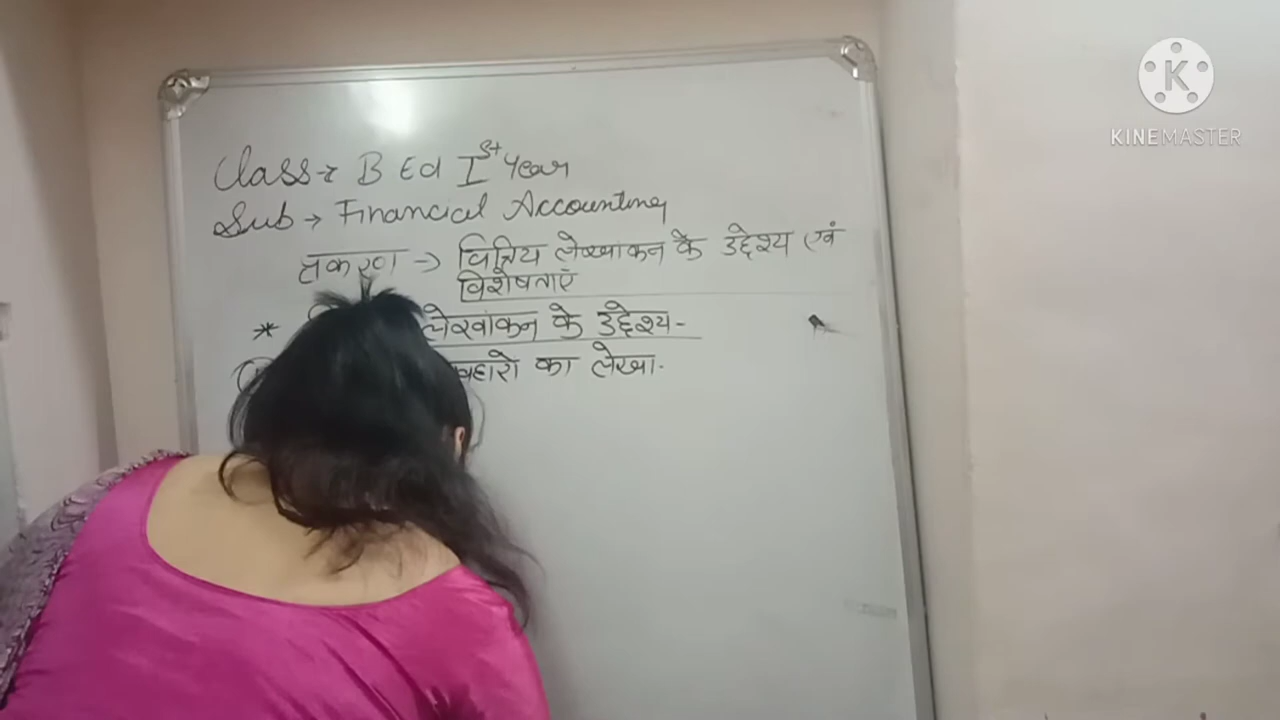 Class → B Ed Ist Year
Sub → Financial Accounting
प्रकरण → वित्तिय लेखाकन के उद्देश्य एवं
विशेषताएं
* लेखांकन के उद्देश्य-
का लेखा-
KINEMASTER